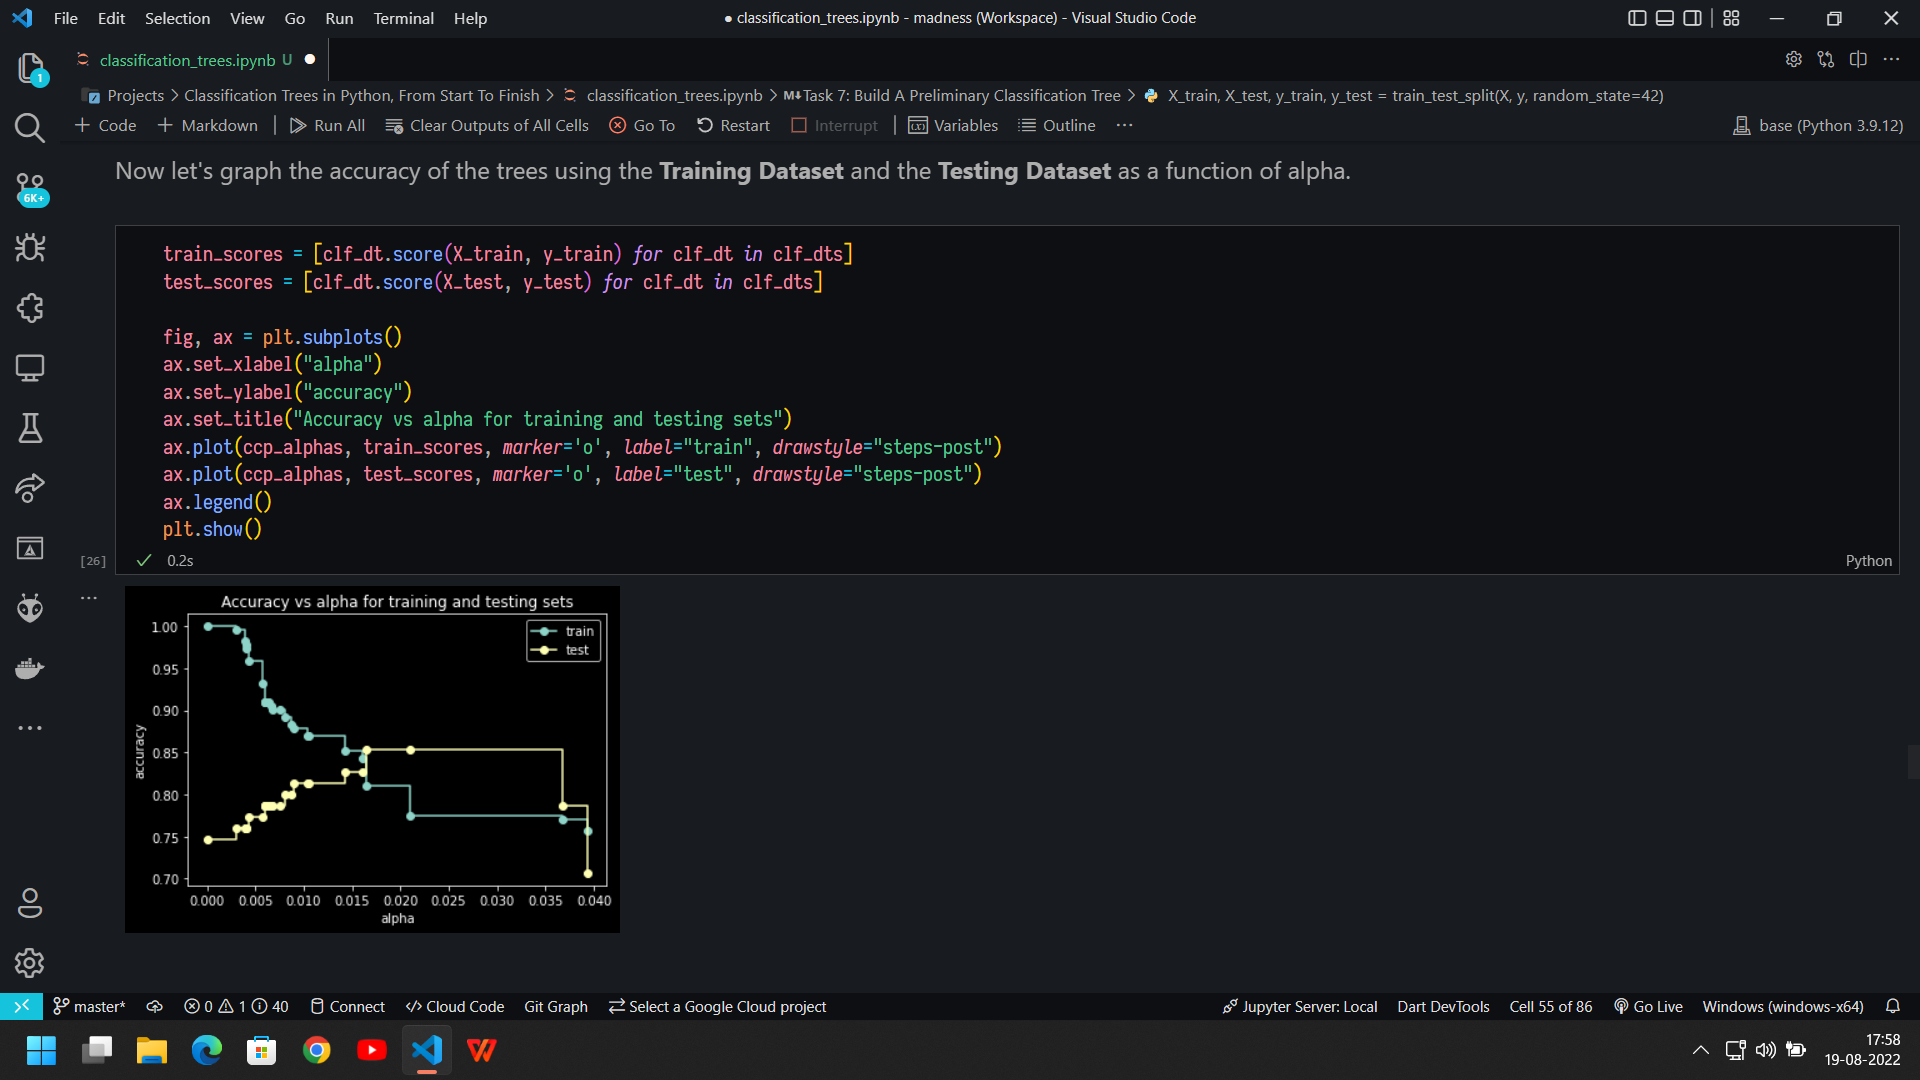 File Edit Selection View Go Run Terminal Help ● classification_trees.ipynb - madness (Workspace) - Visual Studio Code
classification_trees.ipynb U ●
1
Projects > Classification Trees in Python, From Start To Finish > classification_trees.ipynb > M↓Task 7: Build A Preliminary Classification Tree > X_train, X_test, y_train, y_test = train_test_split(X, y, random_state=42)
+ Code + Markdown | Run All Clear Outputs of All Cells Go To Restart Interrupt | Variables Outline ··· base (Python 3.9.12)
6K+
Now let's graph the accuracy of the trees using the Training Dataset and the Testing Dataset as a function of alpha.
train_scores = [clf_dt.score(X_train, y_train) for clf_dt in clf_dts]
test_scores = [clf_dt.score(X_test, y_test) for clf_dt in clf_dts]
fig, ax = plt.subplots()
ax.set_xlabel("alpha")
ax.set_ylabel("accuracy")
ax.set_title("Accuracy vs alpha for training and testing sets")
ax.plot(ccp_alphas, train_scores, marker='o', label="train", drawstyle="steps-post")
ax.plot(ccp_alphas, test_scores, marker='o', label="test", drawstyle="steps-post")
ax.legend()
plt.show()
[26] ✓ 0.2s Python
Accuracy vs alpha for training and testing sets
train
test
1.00
0.95
0.90
0.85
0.80
0.75
0.70
accuracy
0.000 0.005 0.010 0.015 0.020 0.025 0.030 0.035 0.040
alpha
master* 0 1 40 Connect Cloud Code Git Graph Select a Google Cloud project Jupyter Server: Local Dart DevTools Cell 55 of 86 Go Live Windows (windows-x64)
17:58
19-08-2022